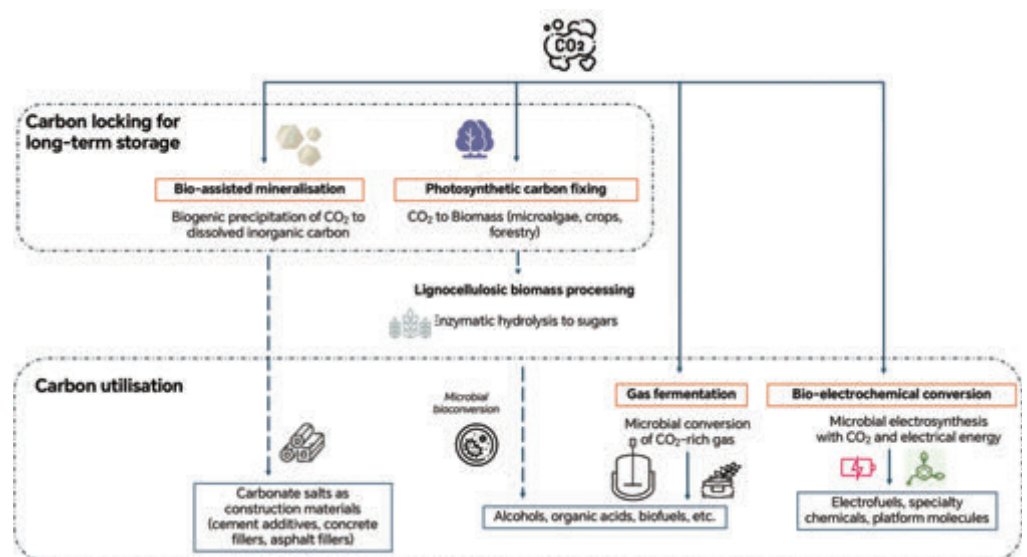 CO2
Carbon locking for
long-term storage
Bio-assisted mineralisation
Biogenic precipitation of CO2 to
dissolved inorganic carbon
Photosynthetic carbon fixing
CO2 to Biomass (microalgae, crops,
forestry)
Lignocellulosic biomass processing
Enzymatic hydrolysis to sugars
Carbon utilisation
Microbial
bioconversion
Gas fermentation
Microbial conversion
of CO2-rich gas
Bio-electrochemical conversion
Microbial electrosynthesis
with CO2 and electrical energy
Carbonate salts as
construction materials
(cement additives, concrete
fillers, asphalt fillers)
Alcohols, organic acids, biofuels, etc.
Electrofuels, specialty
chemicals, platform molecules